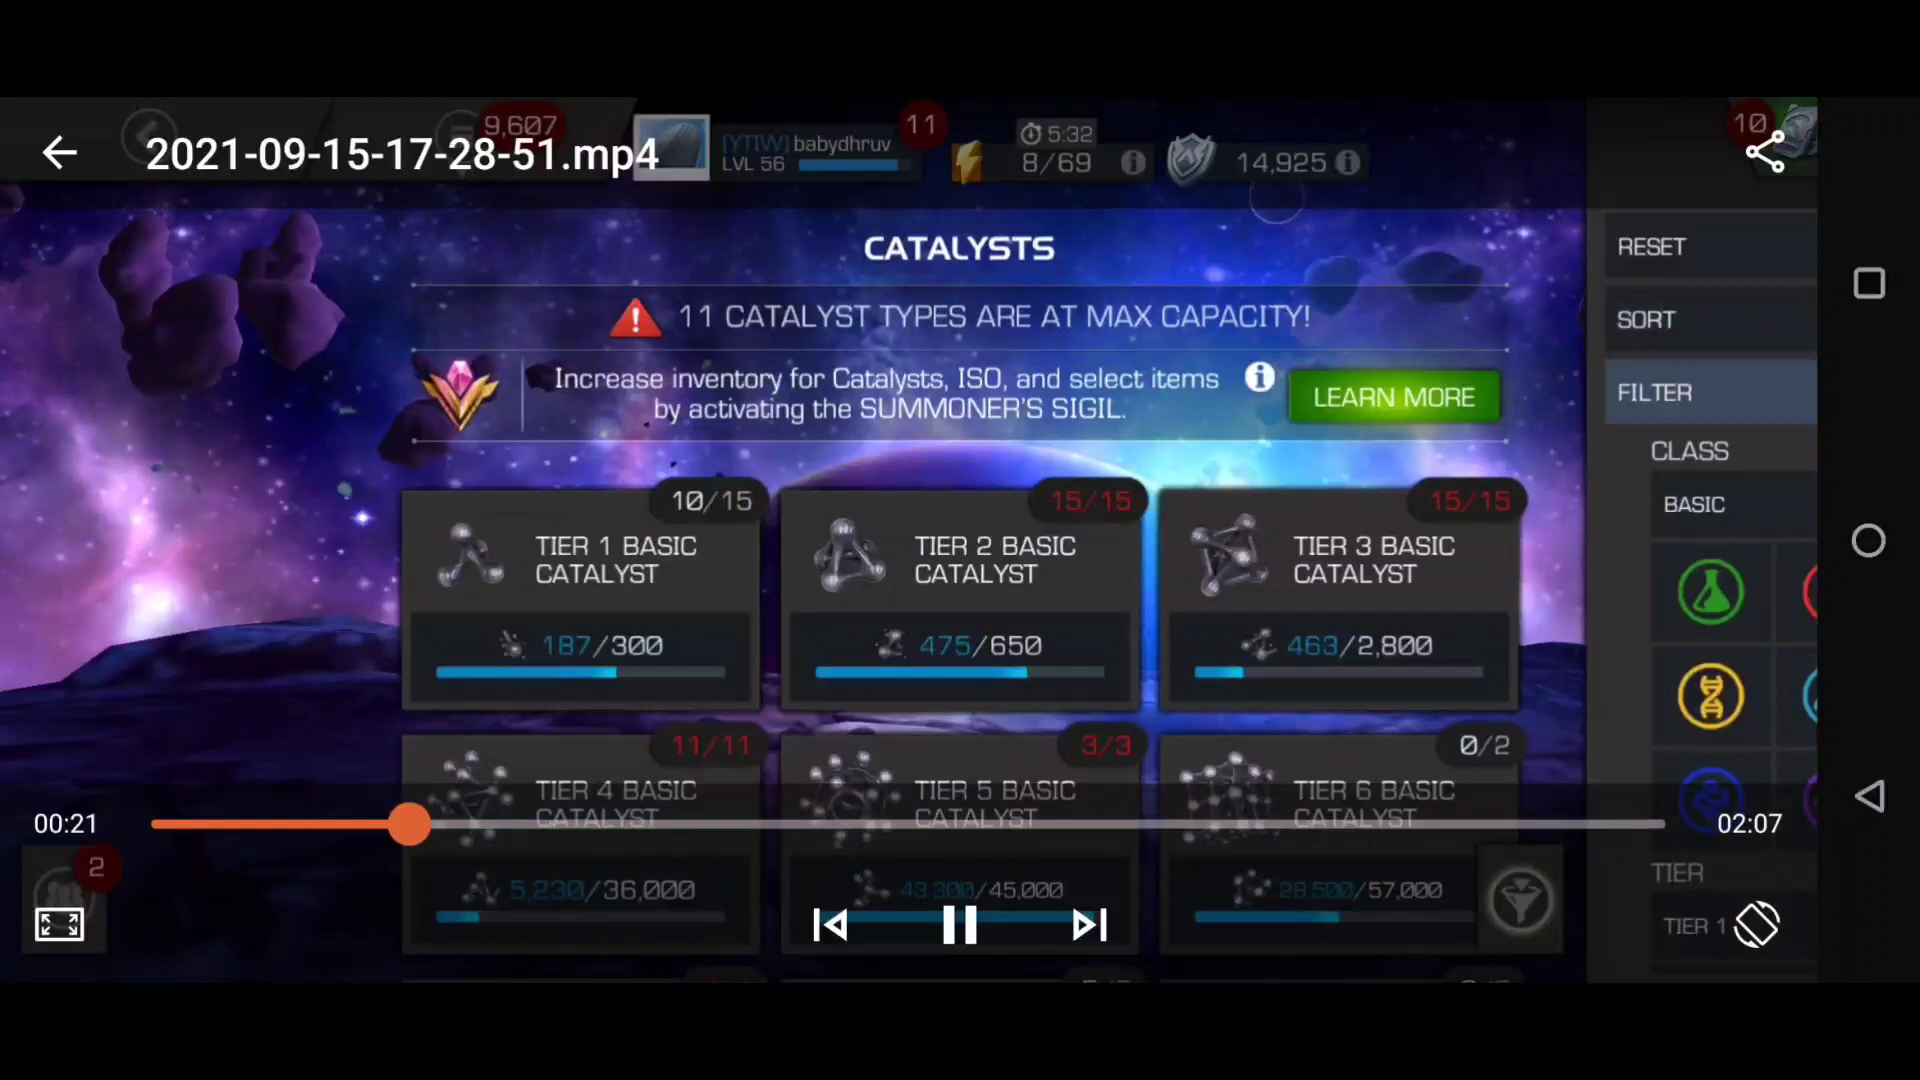 2021-09-15-17-28-51.mp4
9,607
[YTIW] babydhruv
LVL 56
11
5:32
8/69
14,925
10
CATALYSTS
11 CATALYST TYPES ARE AT MAX CAPACITY!
Increase inventory for Catalysts, ISO, and select items
by activating the SUMMONER'S SIGIL.
LEARN MORE
RESET
SORT
FILTER
CLASS
BASIC
TIER
TIER 1
10/15
TIER 1 BASIC
CATALYST
187/300
15/15
TIER 2 BASIC
CATALYST
475/650
15/15
TIER 3 BASIC
CATALYST
463/2,800
11/11
TIER 4 BASIC
CATALYST
5,230/36,000
3/3
TIER 5 BASIC
CATALYST
43,300/45,000
0/2
TIER 6 BASIC
CATALYST
28,500/57,000
00:21
02:07
2